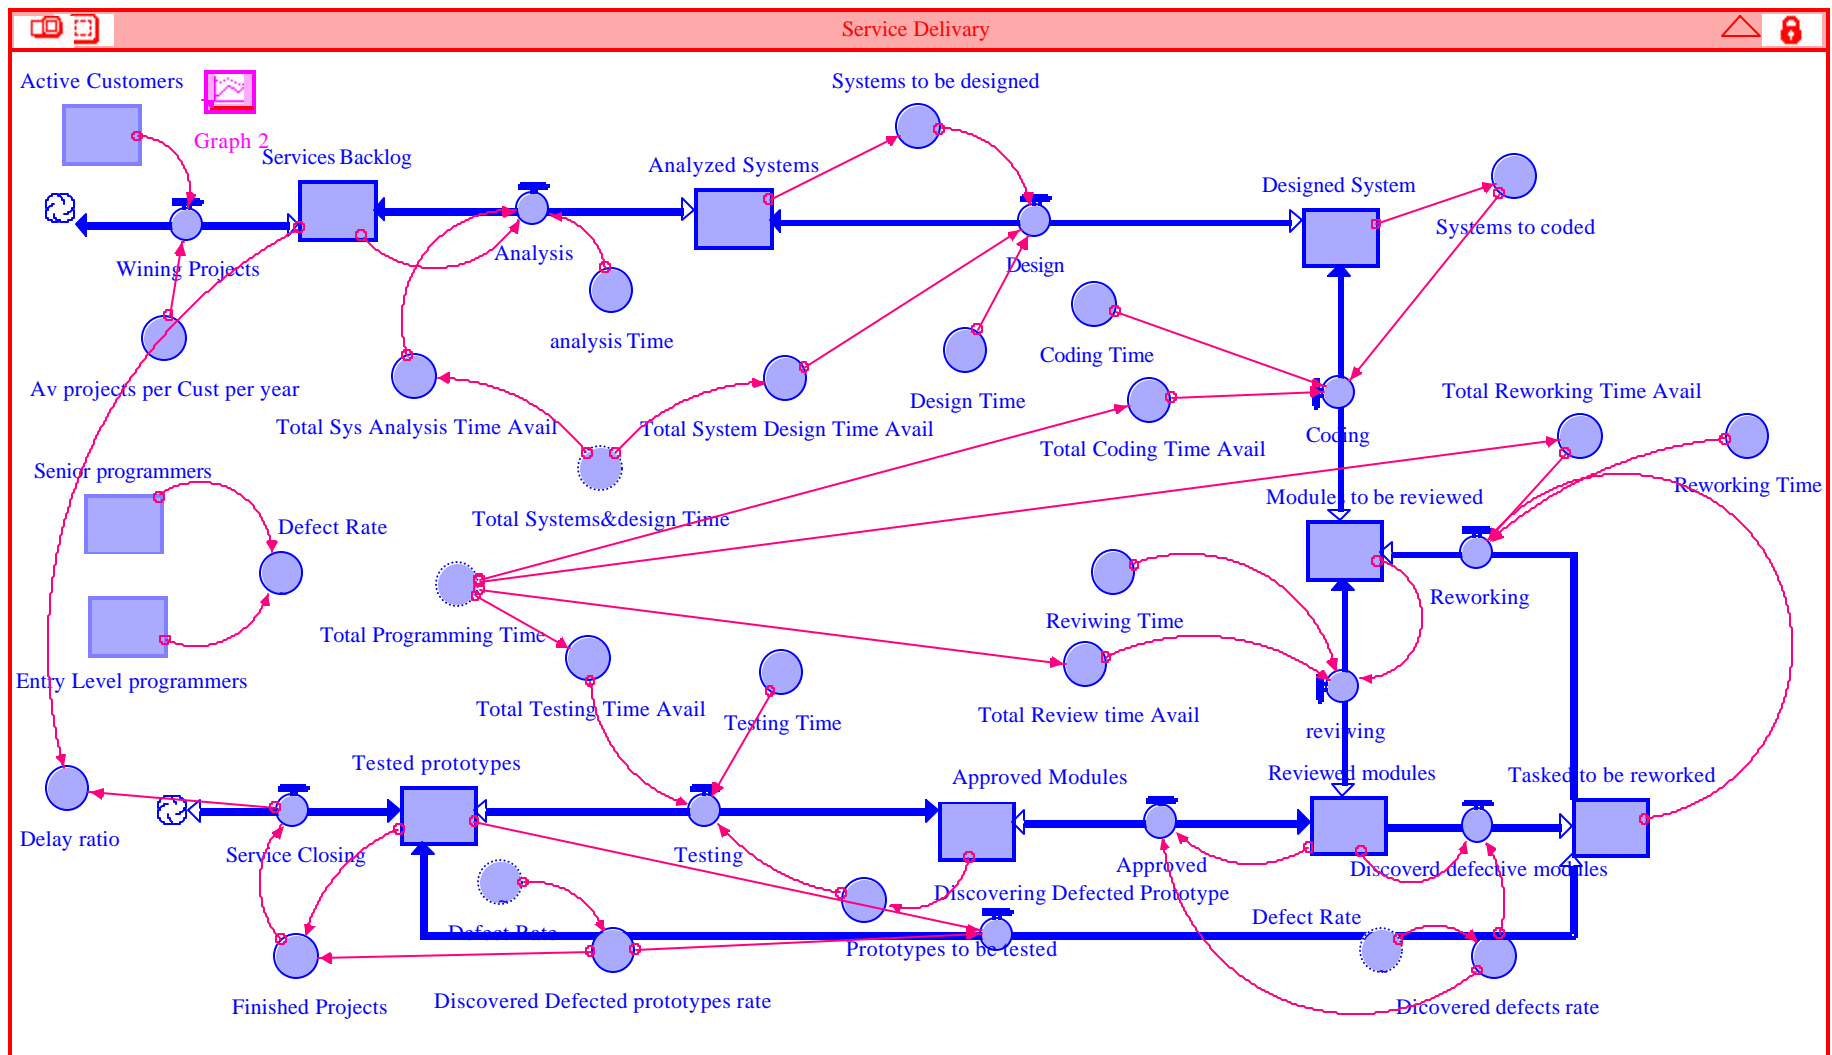 Service Delivary
Active Customers
Systems to be designed
Graph 2
Services Backlog
Analyzed Systems
Designed System
Systems to coded
Wining Projects
Analysis
Design
analysis Time
Coding Time
Av projects per Cust per year
Design Time
Total Reworking Time Avail
Total Sys Analysis Time Avail
Total System Design Time Avail
Total Coding Time Avail
Coding
Senior programmers
Reworking Time
Modules to be reviewed
Defect Rate
Total Systems&design Time
Reworking
Reviwing Time
Total Programming Time
Entry Level programmers
Total Testing Time Avail
Testing Time
Total Review time Avail
reviwing
Tested prototypes
Approved Modules
Reviewed modules
Tasked to be reworked
Delay ratio
Service Closing
Testing
Approved
Discoverd defective modules
Discovering Defected Prototype
Defect Rate
Defect Rate
Prototypes to be tested
Finished Projects
Discovered Defected prototypes rate
Dicovered defects rate